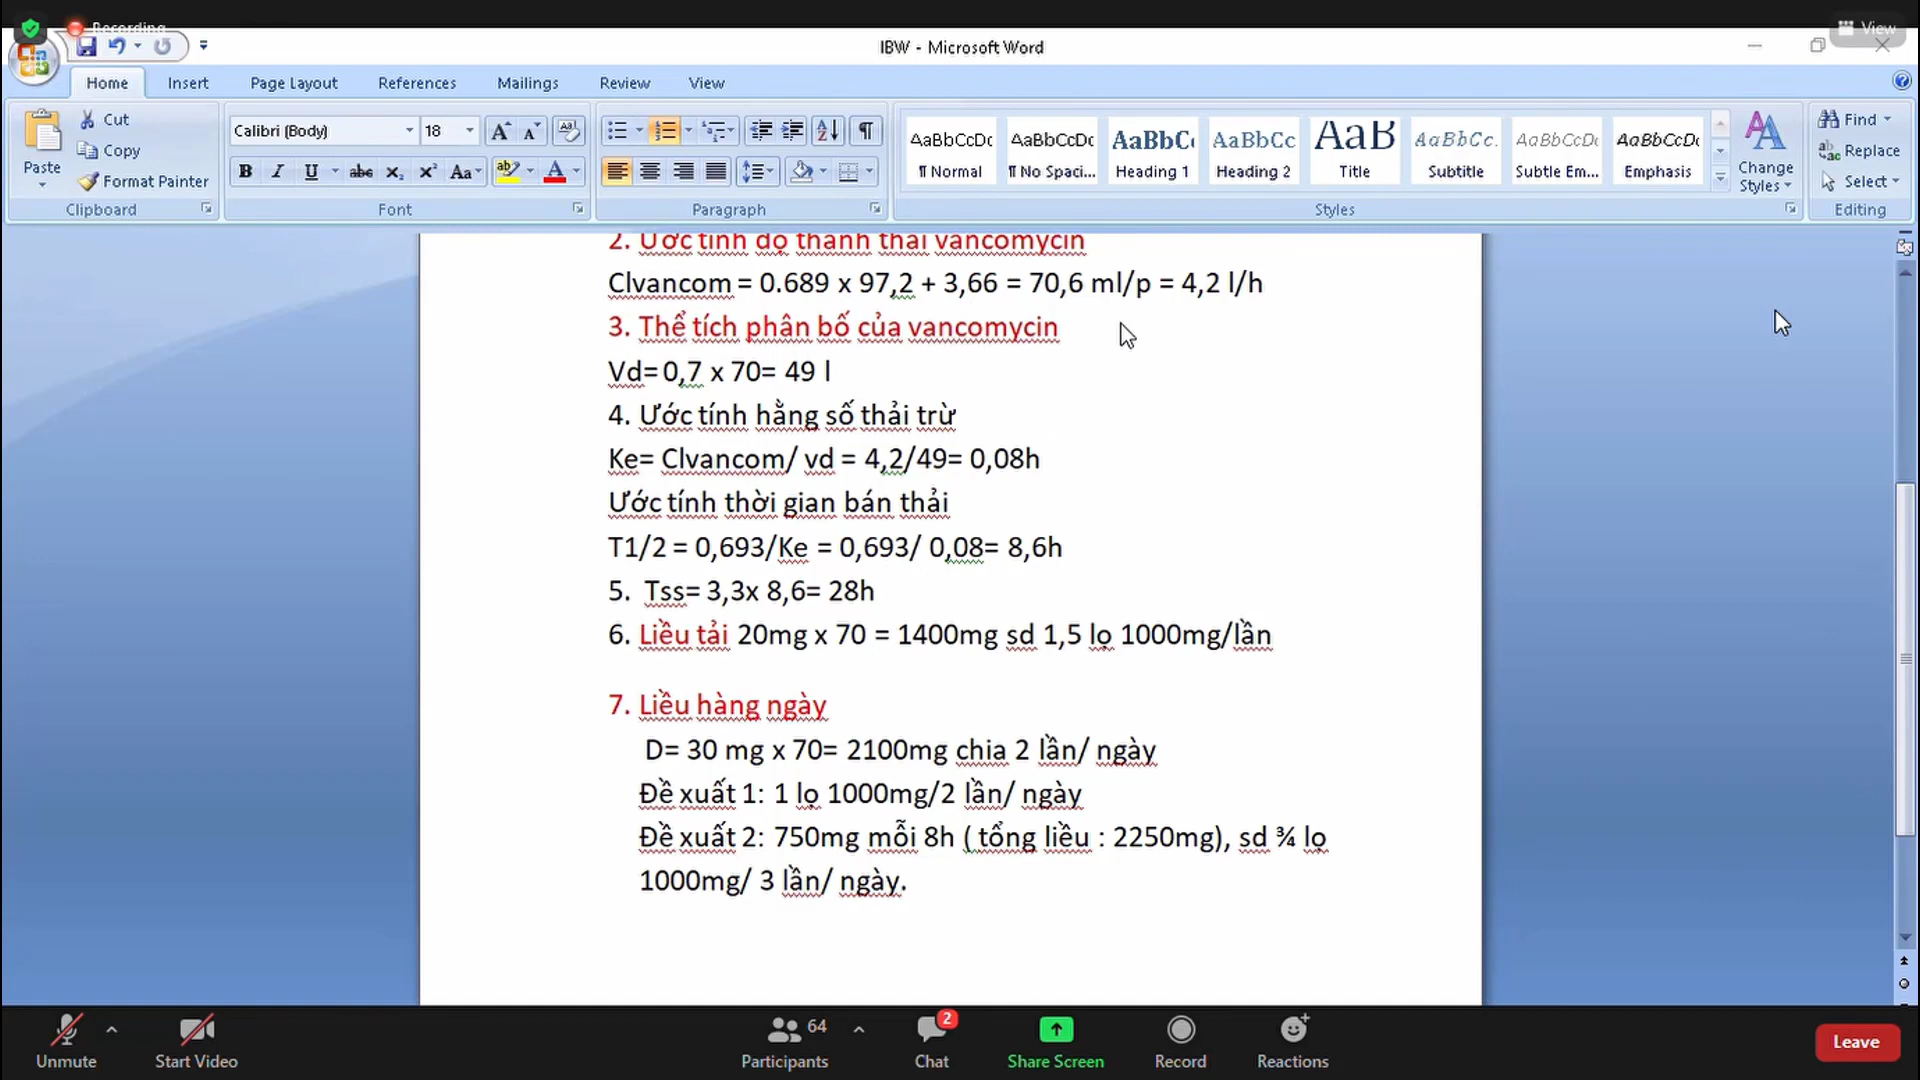 Recording
View
IBW - Microsoft Word
Home Insert Page Layout References Mailings Review View
Paste
Cut
Copy
Format Painter
Clipboard
Calibri (Body) 18
Font
Paragraph
AaBbCcDc AaBbCcDc AaBbC AaBbCc AaB AaBbCc. AaBbCcDc AaBbCcDc
¶ Normal ¶ No Spaci... Heading 1 Heading 2 Title Subtitle Subtle Em... Emphasis
Change Styles
Styles
Find
Replace
Select
Editing
2. Ước tính độ thanh thải vancomycin
Clvancom = 0.689 x 97,2 + 3,66 = 70,6 ml/p = 4,2 l/h
3. Thể tích phân bố của vancomycin
Vd= 0,7 x 70= 49 l
4. Ước tính hằng số thải trừ
Ke= Clvancom/ vd = 4,2/49= 0,08h
Ước tính thời gian bán thải
T1/2 = 0,693/Ke = 0,693/ 0,08= 8,6h
5. Tss= 3,3x 8,6= 28h
6. Liều tải 20mg x 70 = 1400mg sd 1,5 lọ 1000mg/lần
7. Liều hàng ngày
D= 30 mg x 70= 2100mg chia 2 lần/ ngày
Đề xuất 1: 1 lọ 1000mg/2 lần/ ngày
Đề xuất 2: 750mg mỗi 8h ( tổng liều : 2250mg), sd ¾ lọ
1000mg/ 3 lần/ ngày.
Unmute Start Video Participants 64 Chat 2 Share Screen Record Reactions Leave